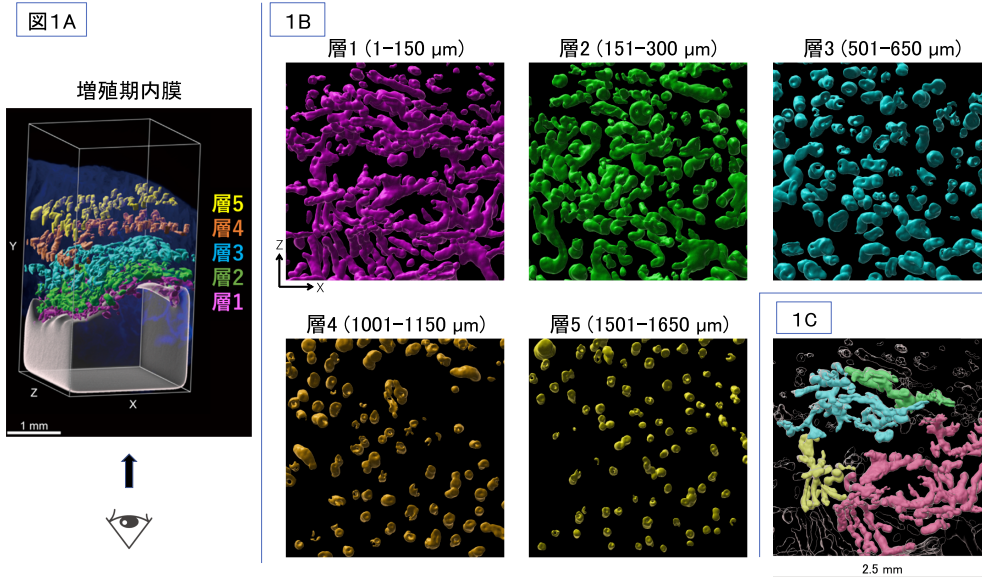 図1A
増殖期内膜
層5
層4
層3
層2
層1
Y
Z
X
1 mm
1B
層1 (1-150 μm)
層2 (151-300 μm)
層3 (501-650 μm)
Z
X
層4 (1001-1150 μm)
層5 (1501-1650 μm)
1C
2.5 mm